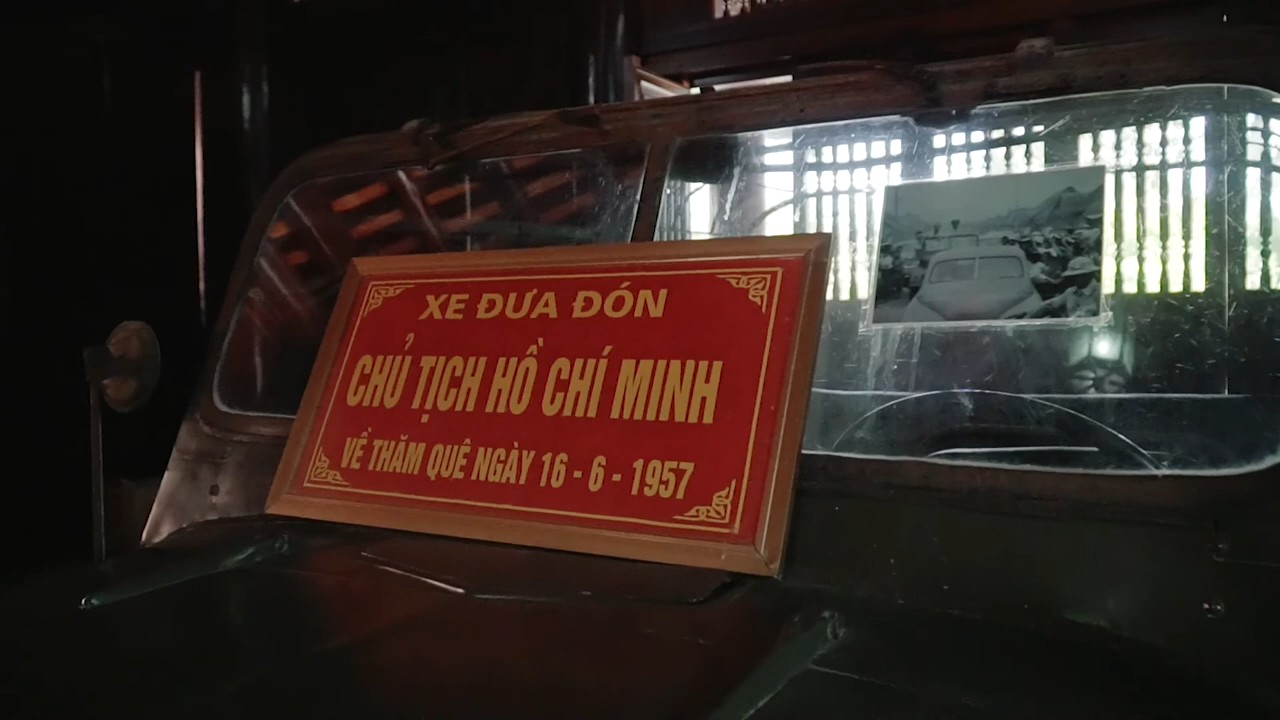 XE ĐƯA ĐÓN
CHỦ TỊCH HỒ CHÍ MINH
VỀ THĂM QUÊ NGÀY 16 - 6 - 1957